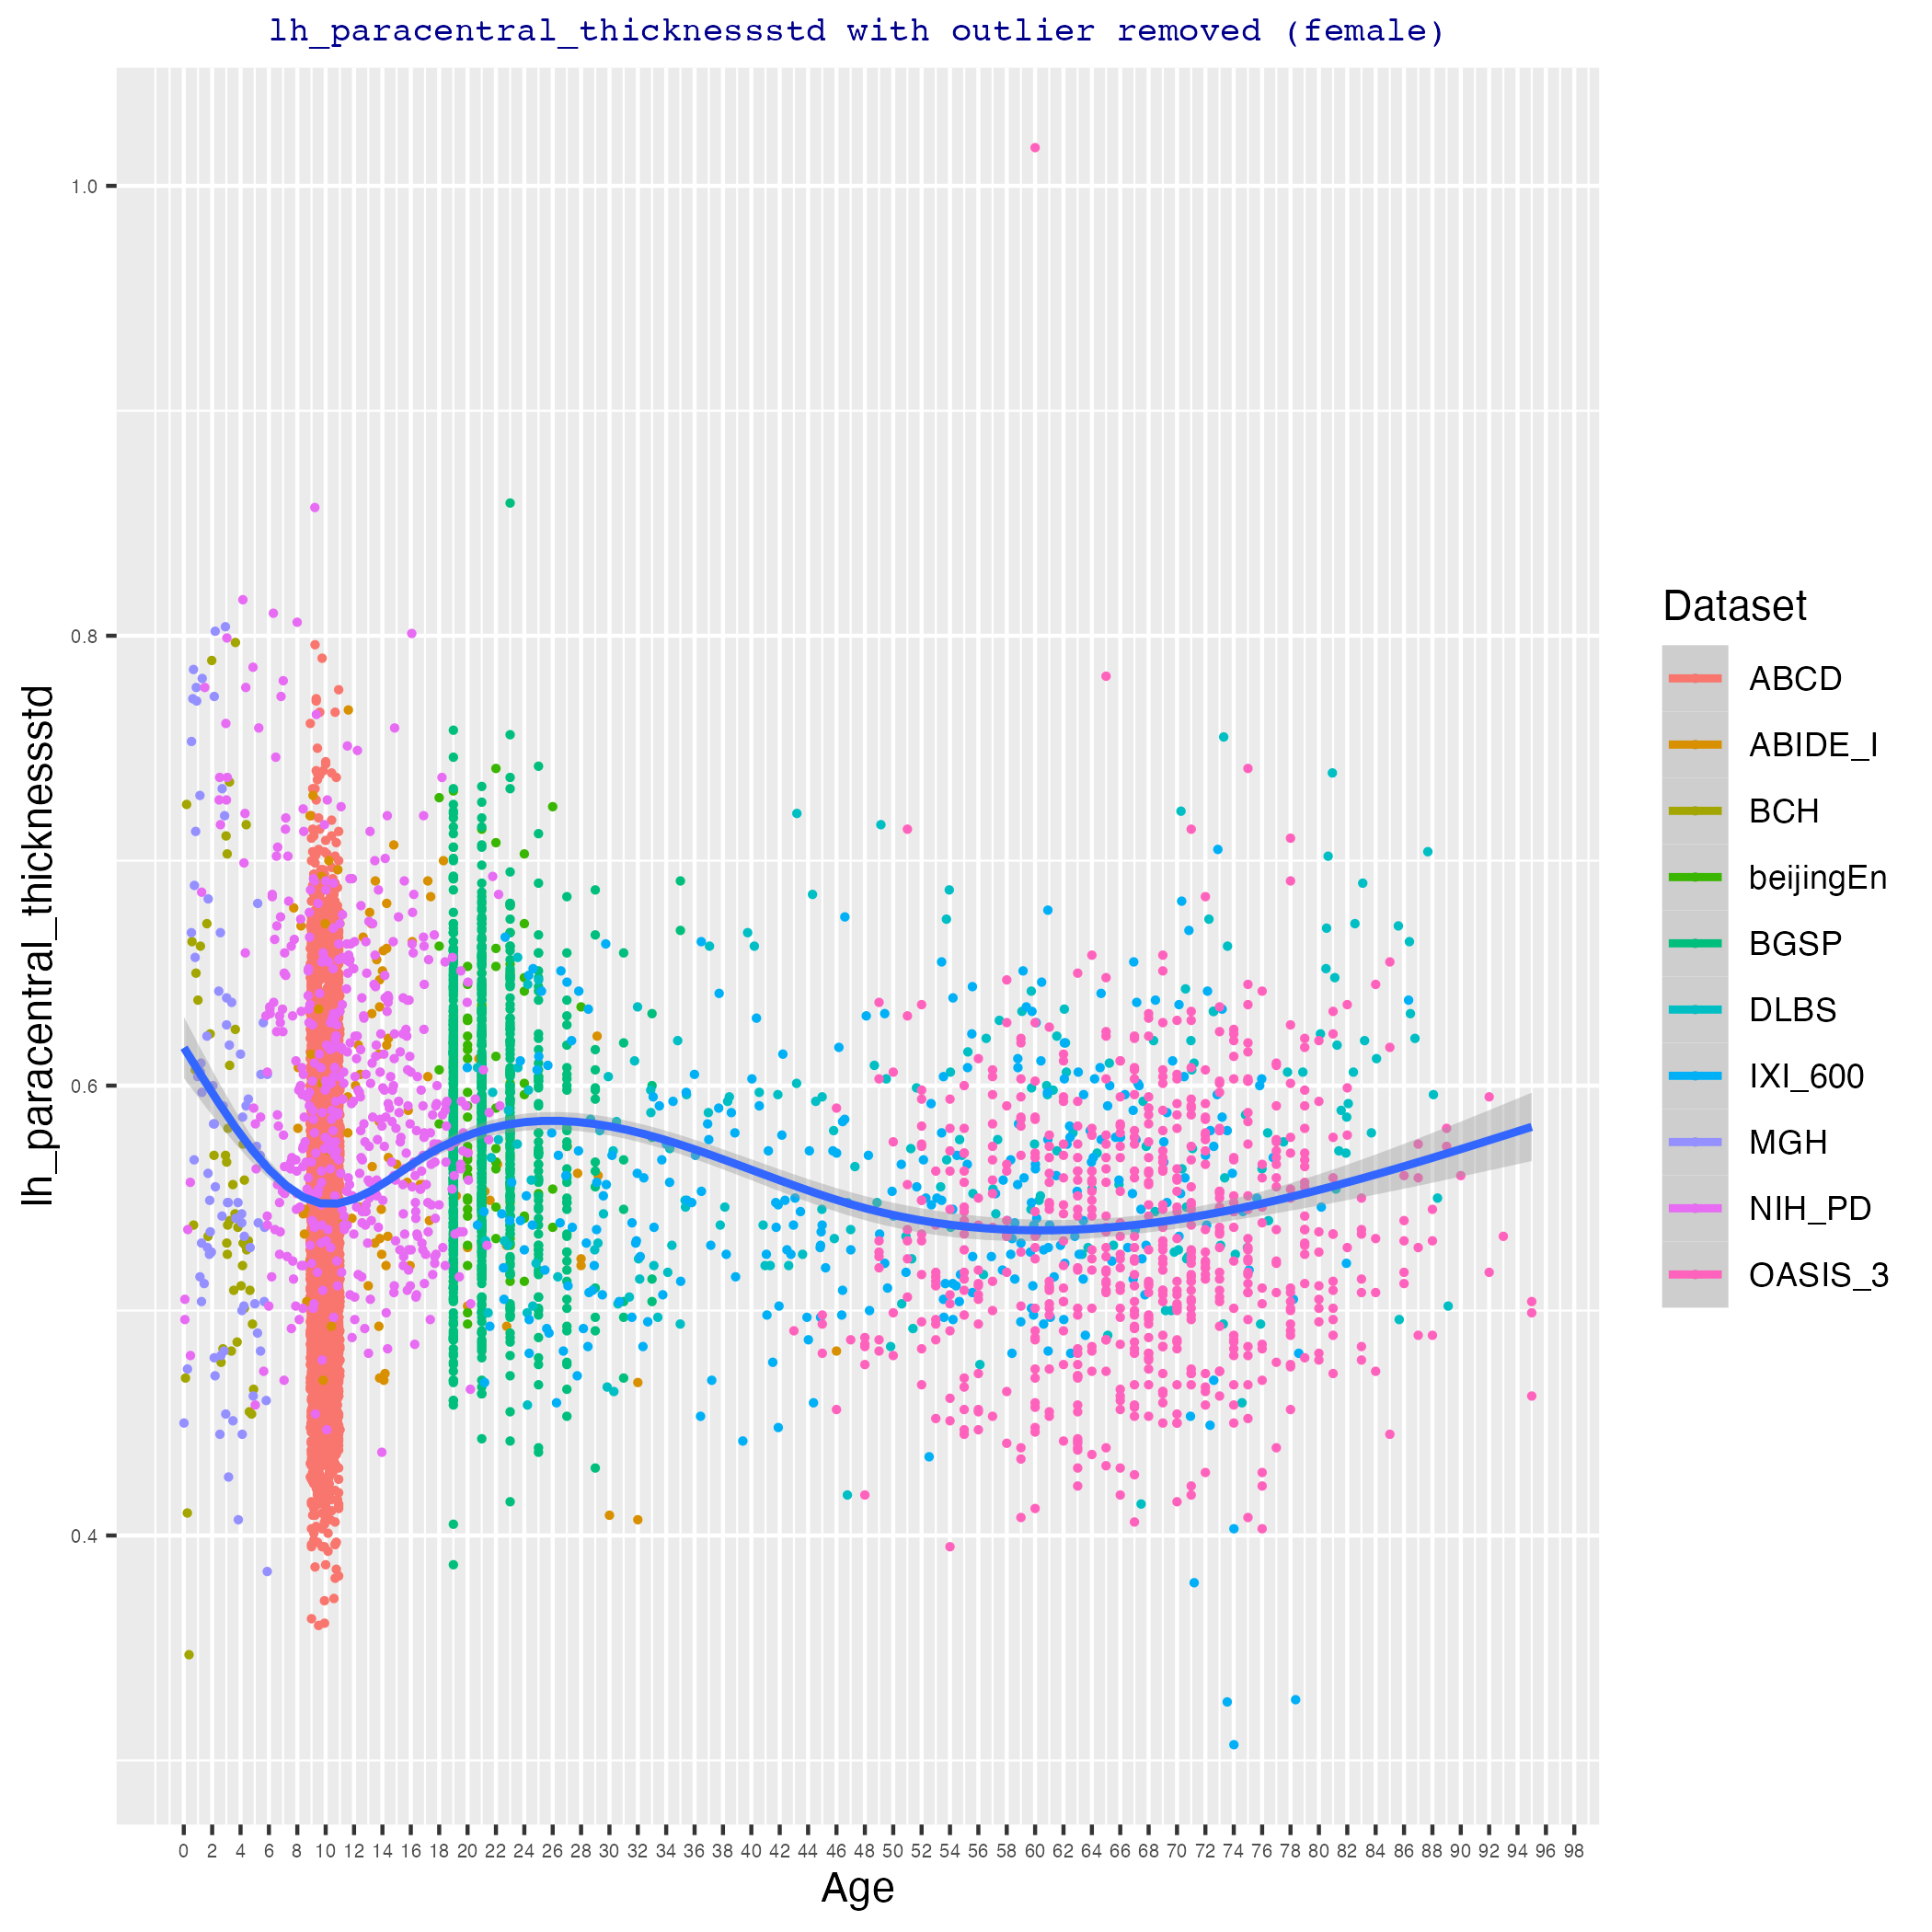 lh_paracentral_thicknessstd with outlier removed (female)
1.0
0.8
0.6
0.4
lh_paracentral_thicknessstd
0 2 4 6 8 10 12 14 16 18 20 22 24 26 28 30 32 34 36 38 40 42 44 46 48 50 52 54 56 58 60 62 64 66 68 70 72 74 76 78 80 82 84 86 88 90 92 94 96 98
Age
Dataset
ABCD
ABIDE_I
BCH
beijingEn
BGSP
DLBS
IXI_600
MGH
NIH_PD
OASIS_3